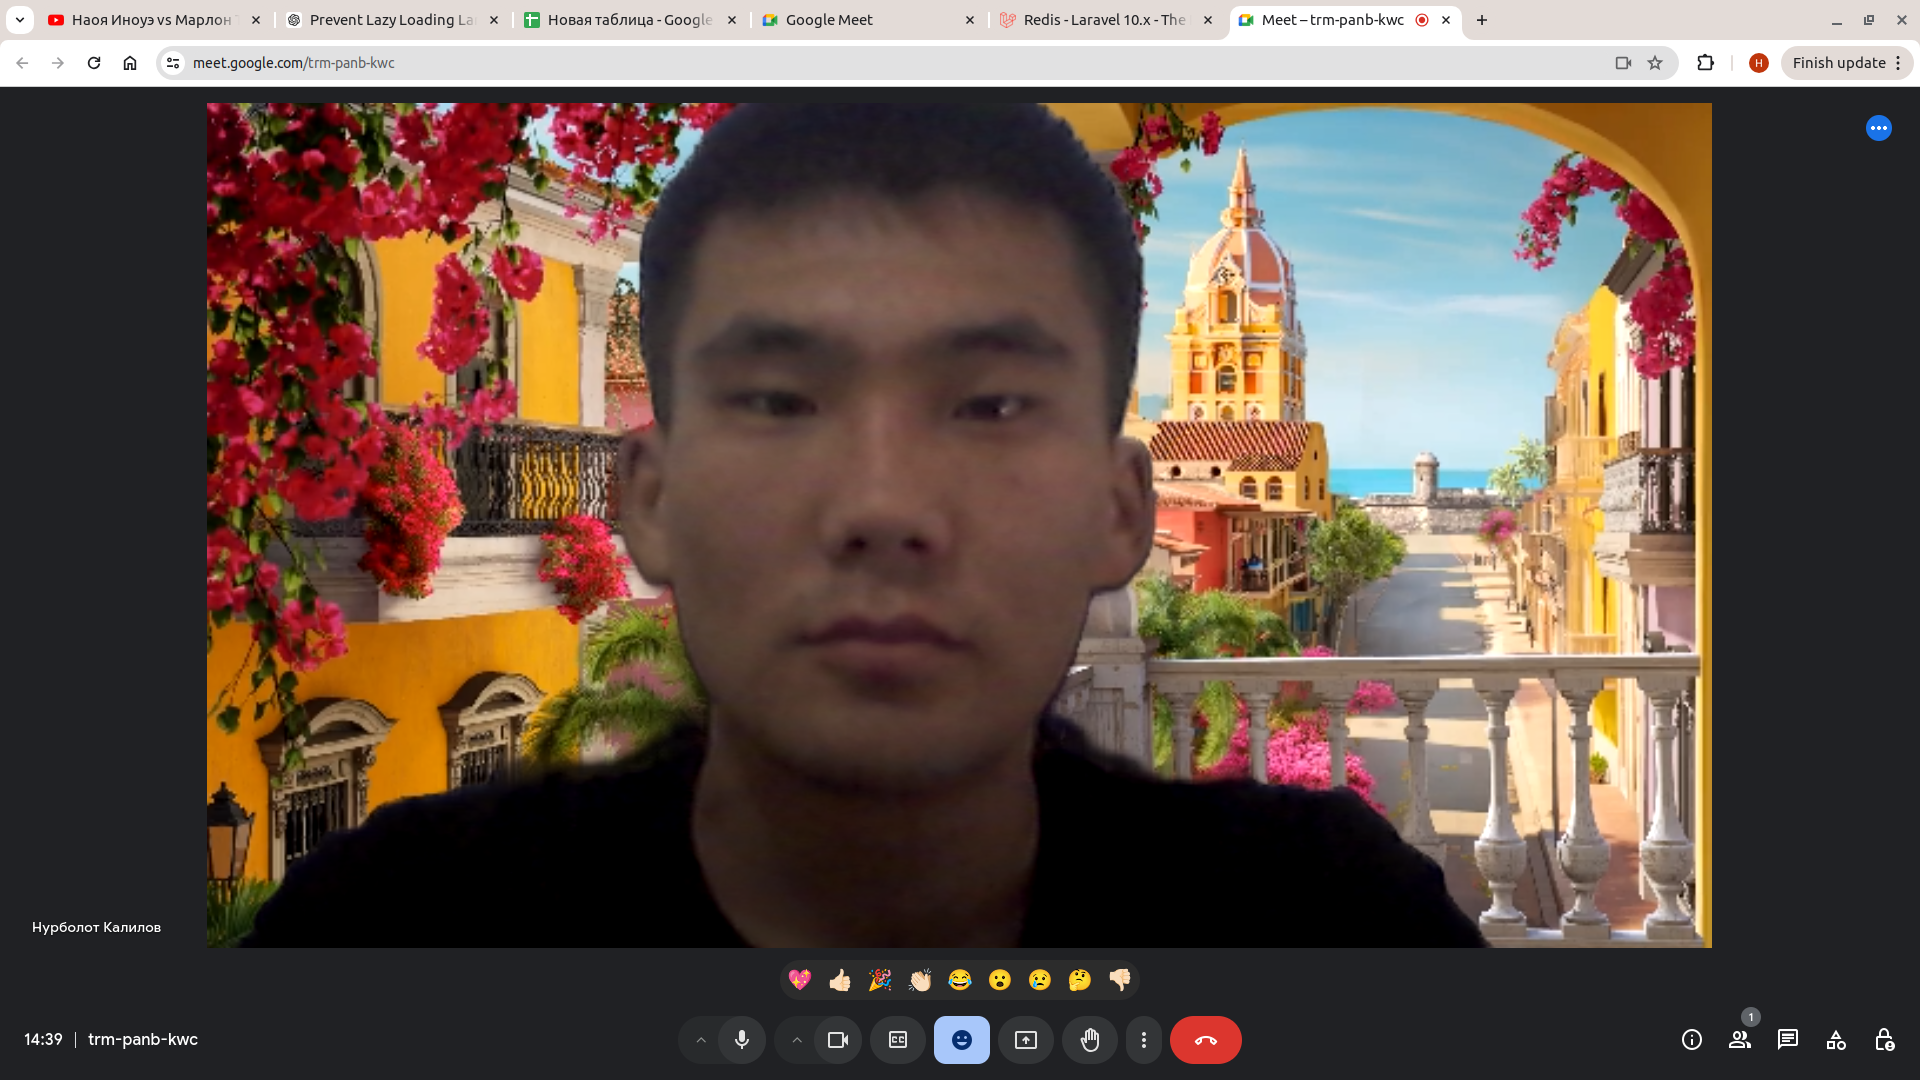 Наоя Иноуэ vs Марлон
Prevent Lazy Loading La
Новая таблица - Google
Google Meet
Redis - Laravel 10.x - The
Meet – trm-panb-kwc
meet.google.com/trm-panb-kwc
H
Finish update
Нурболот Калилов
14:39
trm-panb-kwc
CC
1